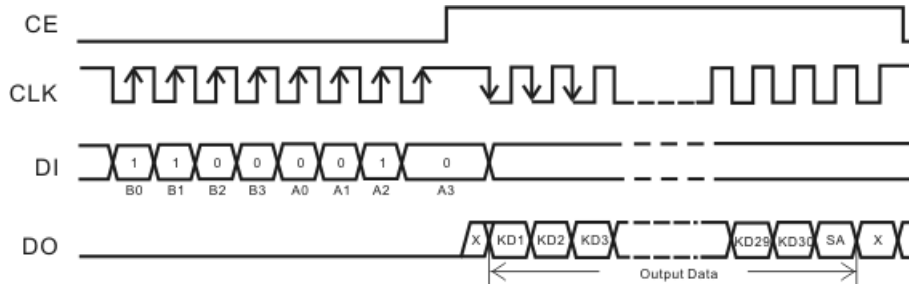 CE
CLK
DI
1 1 0 0 0 0 1 0
B0 B1 B2 B3 A0 A1 A2 A3
DO
X KD1 KD2 KD3 KD29 KD30 SA X
Output Data